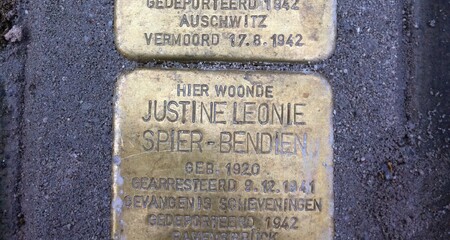 GEDEPORTEERD 1942
AUSCHWITZ
VERMOORD 17.8.1942
HIER WOONDE
JUSTINE LEONIE
SPIER-BENDIEN
GEB. 1920
GEARRESTEERD 9.12.1941
GEVANGENIS SCHEVENINGEN
GEDEPORTEERD 1942
RAVENSBRÜCK